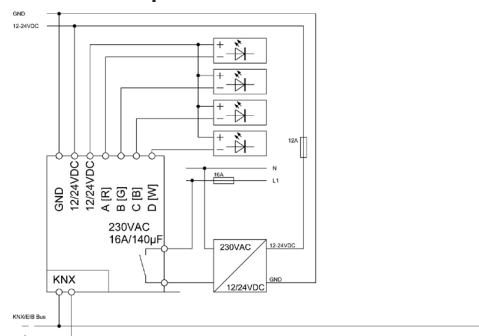 GND
12-24VDC
+
−
+
−
+
−
+
−
12A
N
16A
L1
GND
12/24VDC
12/24VDC
A [R]
B [G]
C [B]
D [W]
230VAC
16A/140µF
KNX
230VAC
12-24VDC
GND
12/24VDC
KNX/EIB Bus